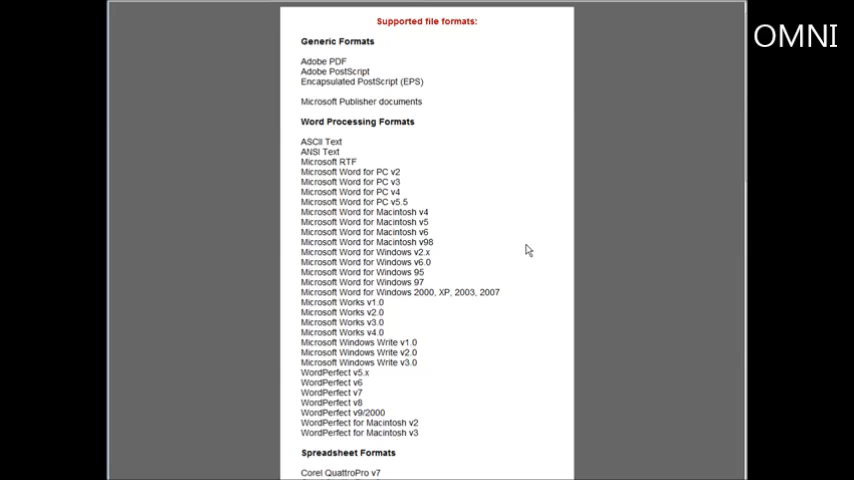 Supported file formats:
OMNI
Generic Formats
Adobe PDF
Adobe PostScript
Encapsulated PostScript (EPS)
Microsoft Publisher documents
Word Processing Formats
ASCII Text
ANSI Text
Microsoft RTF
Microsoft Word for PC v2
Microsoft Word for PC v3
Microsoft Word for PC v4
Microsoft Word for PC v5.5
Microsoft Word for Macintosh v4
Microsoft Word for Macintosh v5
Microsoft Word for Macintosh v6
Microsoft Word for Macintosh v98
Microsoft Word for Windows v2.x
Microsoft Word for Windows v6.0
Microsoft Word for Windows 95
Microsoft Word for Windows 97
Microsoft Word for Windows 2000, XP, 2003, 2007
Microsoft Works v1.0
Microsoft Works v2.0
Microsoft Works v3.0
Microsoft Works v4.0
Microsoft Windows Write v1.0
Microsoft Windows Write v2.0
Microsoft Windows Write v3.0
WordPerfect v5.x
WordPerfect v6
WordPerfect v7
WordPerfect v8
WordPerfect v9/2000
WordPerfect for Macintosh v2
WordPerfect for Macintosh v3
Spreadsheet Formats
Corel QuattroPro v7